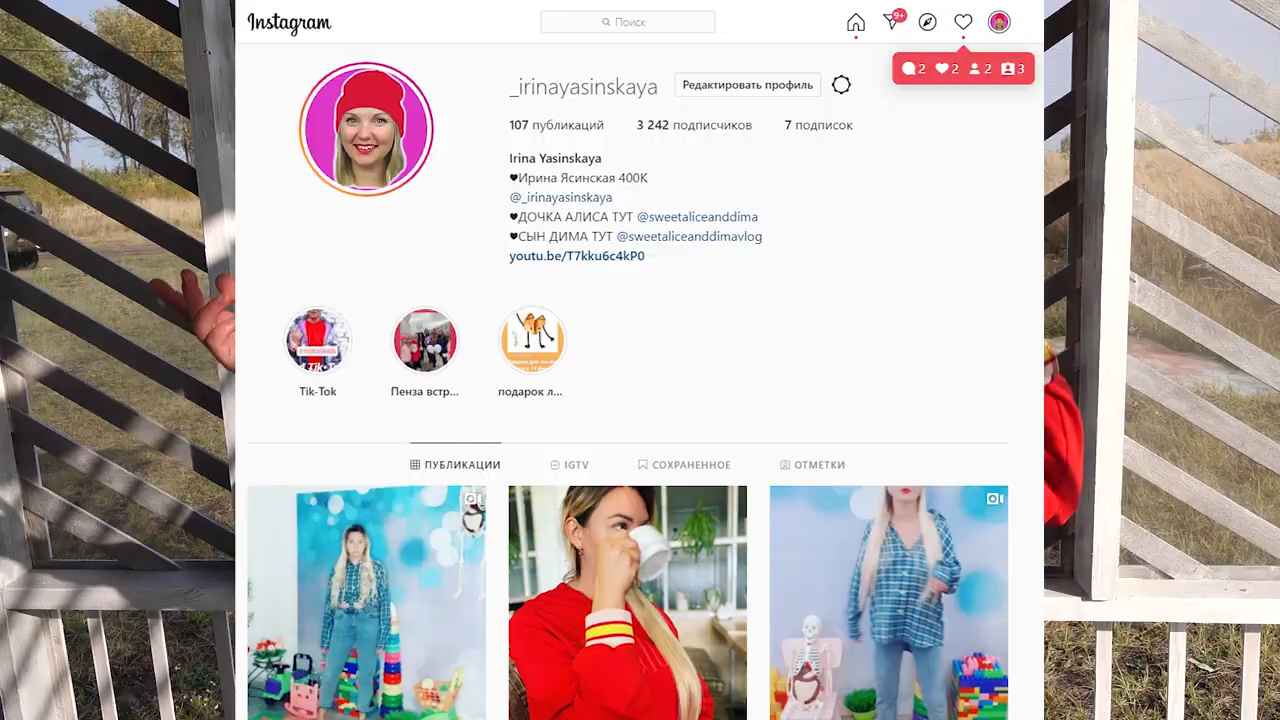 Instagram
Поиск
9+
2 2 2 3
_irinayasinskaya
Редактировать профиль
107 публикаций 3 242 подписчиков 7 подписок
Irina Yasinskaya
♥Ирина Ясинская 400К
@_irinayasinskaya
♥ДОЧКА АЛИСА ТУТ @sweetaliceanddima
♥СЫН ДИМА ТУТ @sweetaliceanddimavlog
youtu.be/T7kku6c4kP0
Tik-Tok Пенза встр... подарок л...
ПУБЛИКАЦИИ IGTV СОХРАНЕННОЕ ОТМЕТКИ